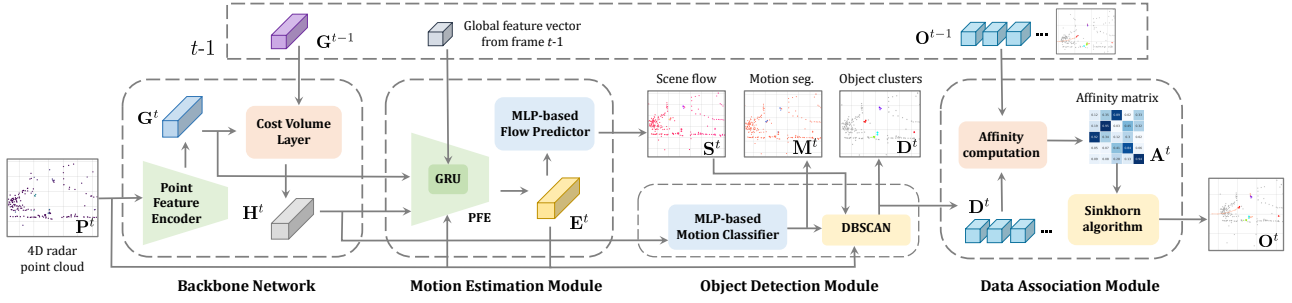 t-1
G^{t−1}
Global feature vector
from frame t-1
O^{t−1}
...
Scene flow
Motion seg.
Object clusters
Affinity matrix
G^t
Cost Volume
Layer
MLP-based
Flow Predictor
S^t
M^t
D^t
Affinity
computation
A^t
P^t
Point
Feature
Encoder
H^t
GRU
PFE
E^t
MLP-based
Motion Classifier
DBSCAN
D^t
...
Sinkhorn
algorithm
O^t
4D radar
point cloud
Backbone Network
Motion Estimation Module
Object Detection Module
Data Association Module